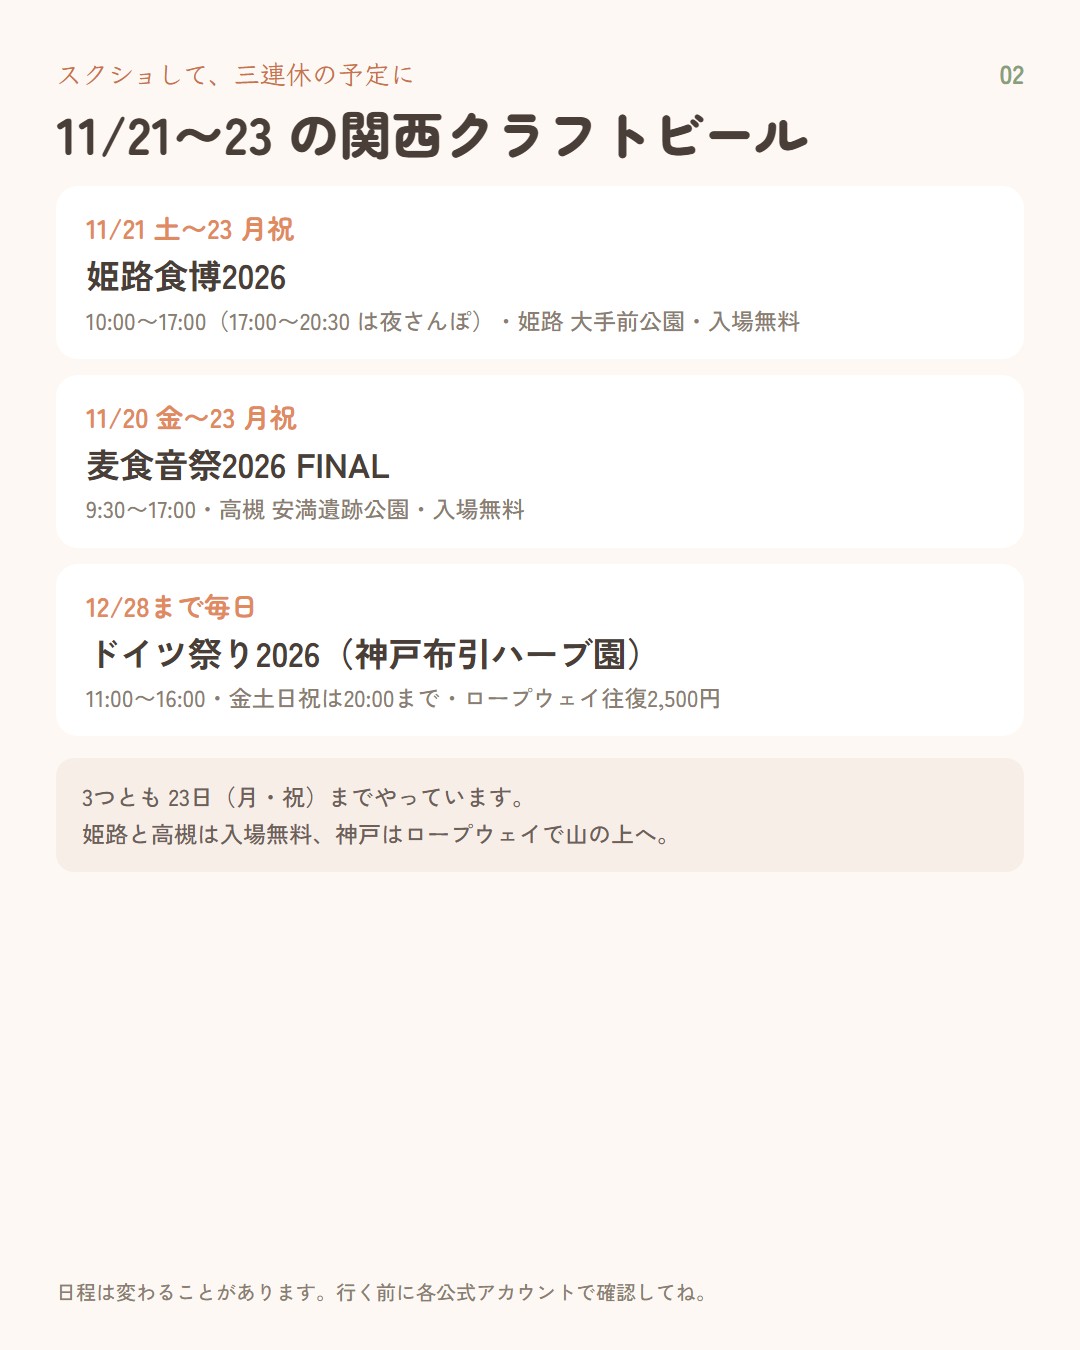 スクショして、三連休の予定に
02
11/21〜23 の関西クラフトビール
11/21 土〜23 月祝
姫路食博2026
10:00〜17:00（17:00〜20:30 は夜さんぽ）・姫路 大手前公園・入場無料
11/20 金〜23 月祝
麦食音祭2026 FINAL
9:30〜17:00・高槻 安満遺跡公園・入場無料
12/28まで毎日
ドイツ祭り2026（神戸布引ハーブ園）
11:00〜16:00・金土日祝は20:00まで・ロープウェイ往復2,500円
3つとも 23日（月・祝）までやっています。
姫路と高槻は入場無料、神戸はロープウェイで山の上へ。
日程は変わることがあります。行く前に各公式アカウントで確認してね。